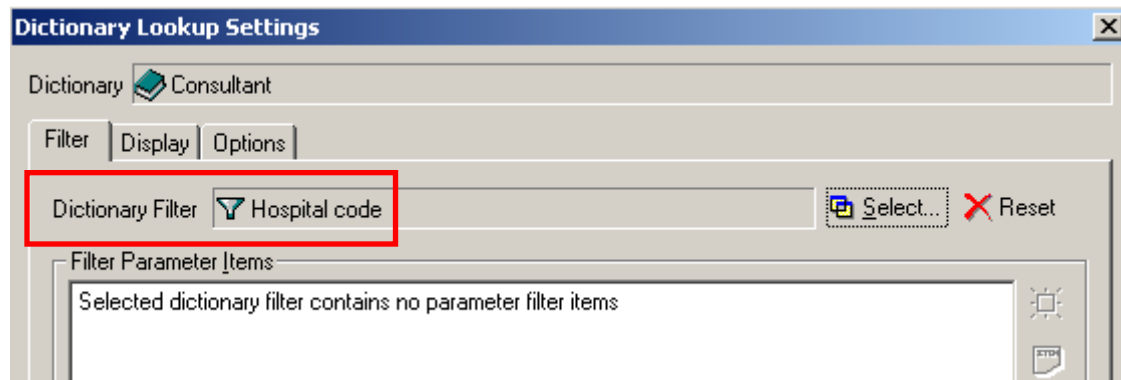 Dictionary Lookup Settings
Dictionary Consultant
Filter Display Options
Dictionary Filter Hospital code Select... Reset
Filter Parameter Items
Selected dictionary filter contains no parameter filter items
ITEM